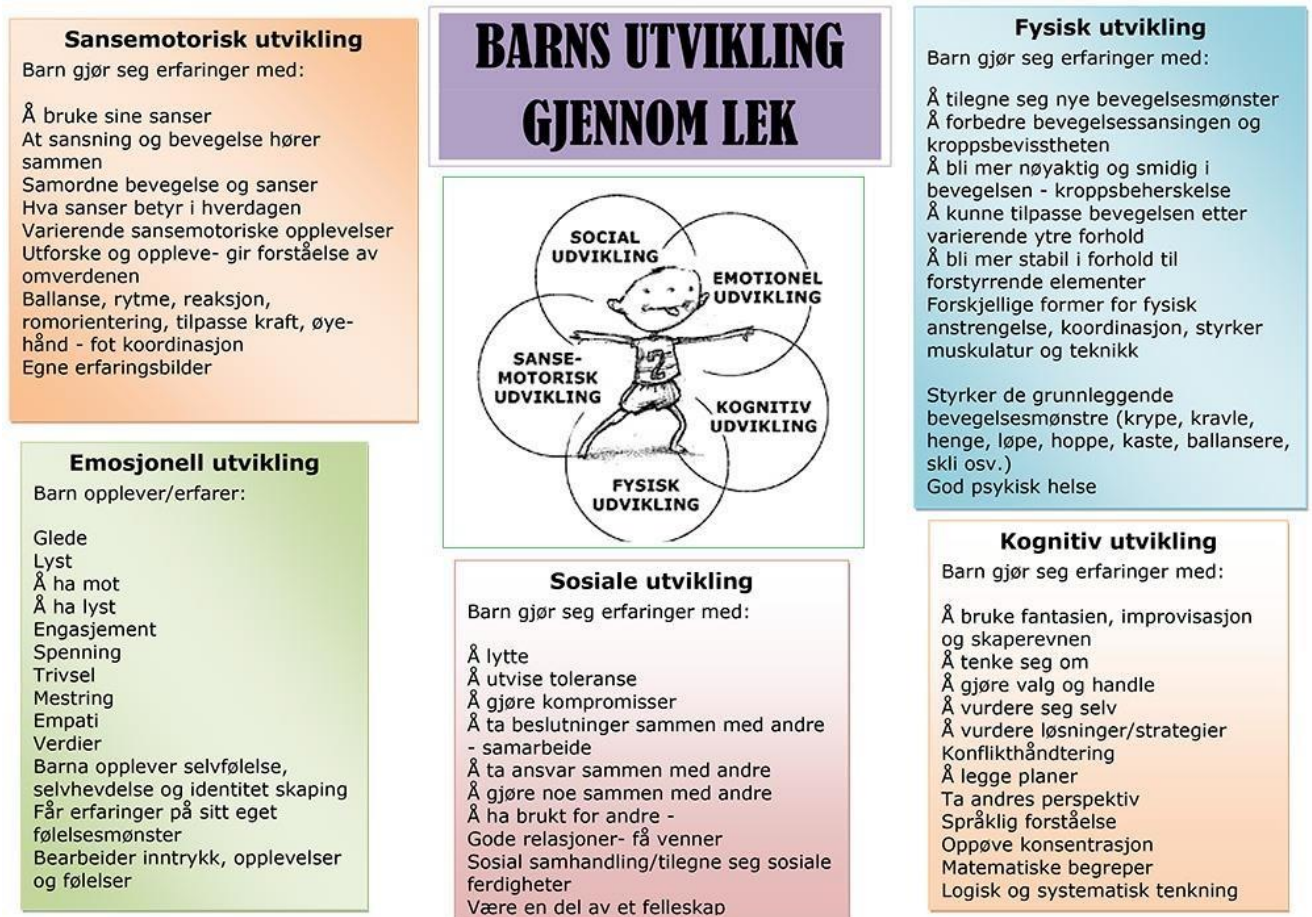 Sansemotorisk utvikling
Barn gjør seg erfaringer med:
Å bruke sine sanser
At sansning og bevegelse hører
sammen
Samordne bevegelse og sanser
Hva sanser betyr i hverdagen
Varierende sansemotoriske opplevelser
Utforske og oppleve- gir forståelse av
omverdenen
Ballanse, rytme, reaksjon,
romorientering, tilpasse kraft, øye-
hånd - fot koordinasjon
Egne erfaringsbilder
Emosjonell utvikling
Barn opplever/erfarer:
Glede
Lyst
Å ha mot
Å ha lyst
Engasjement
Spenning
Trivsel
Mestring
Empati
Verdier
Barna opplever selvfølelse,
selvhevdelse og identitet skaping
Får erfaringer på sitt eget
følelsesmønster
Bearbeider inntrykk, opplevelser
og følelser
BARNS UTVIKLING
GJENNOM LEK
SOCIAL
UDVIKLING
EMOTIONEL
UDVIKLING
SANSE-
MOTORISK
UDVIKLING
2
KOGNITIV
UDVIKLING
FYSISK
UDVIKLING
Sosiale utvikling
Barn gjør seg erfaringer med:
Å lytte
Å utvise toleranse
Å gjøre kompromisser
Å ta beslutninger sammen med andre
- samarbeide
Å ta ansvar sammen med andre
Å gjøre noe sammen med andre
Å ha brukt for andre -
Gode relasjoner- få venner
Sosial samhandling/tilegne seg sosiale
ferdigheter
Være en del av et felleskap
Fysisk utvikling
Barn gjør seg erfaringer med:
Å tilegne seg nye bevegelsesmønster
Å forbedre bevegelsessansingen og
kroppsbevisstheten
Å bli mer nøyaktig og smidig i
bevegelsen - kroppsbeherskelse
Å kunne tilpasse bevegelsen etter
varierende ytre forhold
Å bli mer stabil i forhold til
forstyrrende elementer
Forskjellige former for fysisk
anstrengelse, koordinasjon, styrker
muskulatur og teknikk
Styrker de grunnleggende
bevegelsesmønstre (krype, kravle,
henge, løpe, hoppe, kaste, ballansere,
skli osv.)
God psykisk helse
Kognitiv utvikling
Barn gjør seg erfaringer med:
Å bruke fantasien, improvisasjon
og skaperevnen
Å tenke seg om
Å gjøre valg og handle
Å vurdere seg selv
Å vurdere løsninger/strategier
Konflikthåndtering
Å legge planer
Ta andres perspektiv
Språklig forståelse
Oppøve konsentrasjon
Matematiske begreper
Logisk og systematisk tenkning